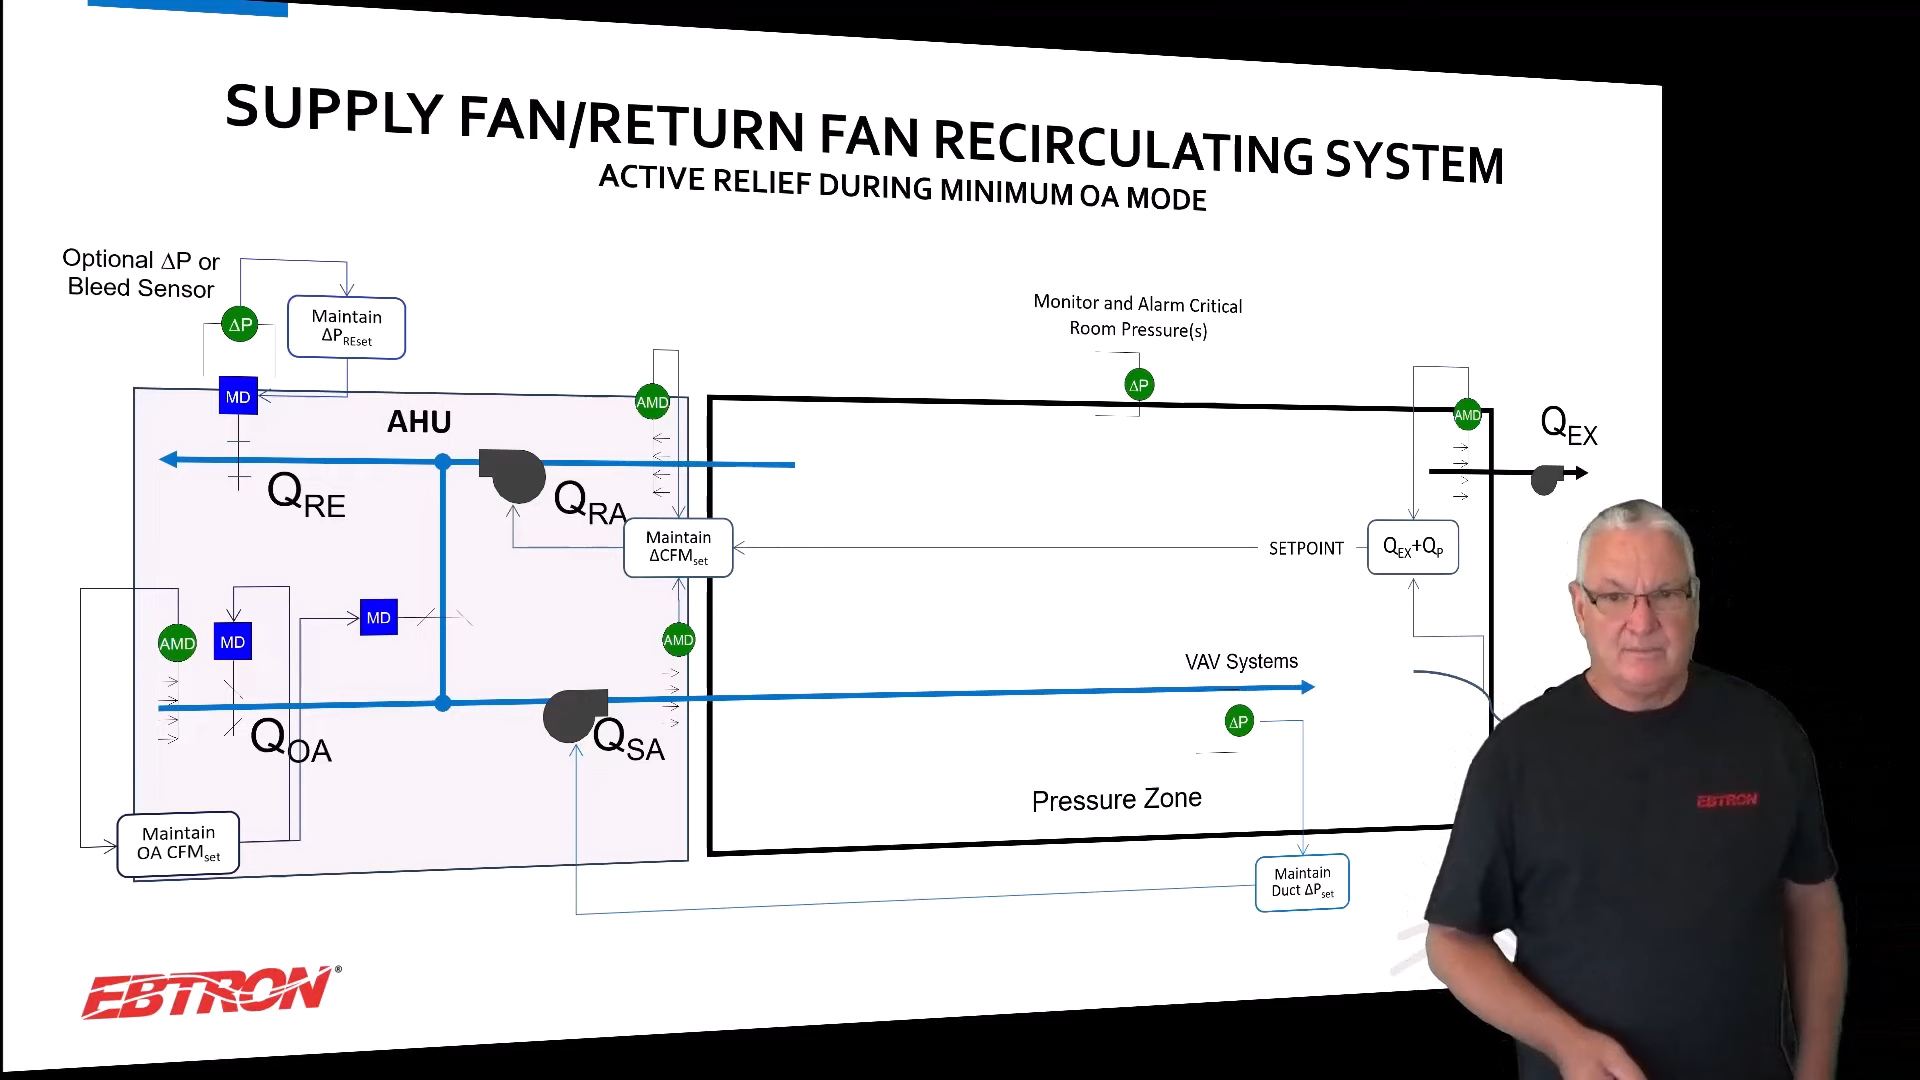 SUPPLY FAN/RETURN FAN RECIRCULATING SYSTEM
ACTIVE RELIEF DURING MINIMUM OA MODE
Optional ΔP or
Bleed Sensor
ΔP
Maintain
ΔPREset
MD
AHU
AMD
Monitor and Alarm Critical
Room Pressure(s)
ΔP
AMD
QEX
QRE
QRA
Maintain
ΔCFMset
SETPOINT
QEX+QP
AMD
MD
MD
AMD
QOA
QSA
VAV Systems
ΔP
Pressure Zone
Maintain
OA CFMset
Maintain
Duct ΔPset
EBTRON®
EBTRON